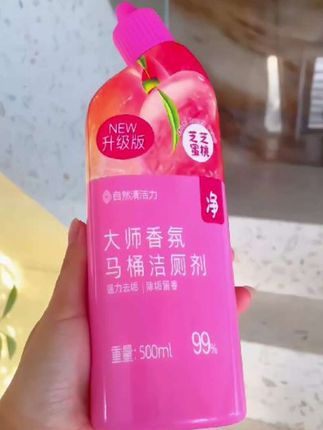 NEW
升级版
芝芝
蜜桃
自然清洁力
净
大师香氛
马桶洁厕剂
强力去垢 | 除垢留香
重量: 500ml
99%